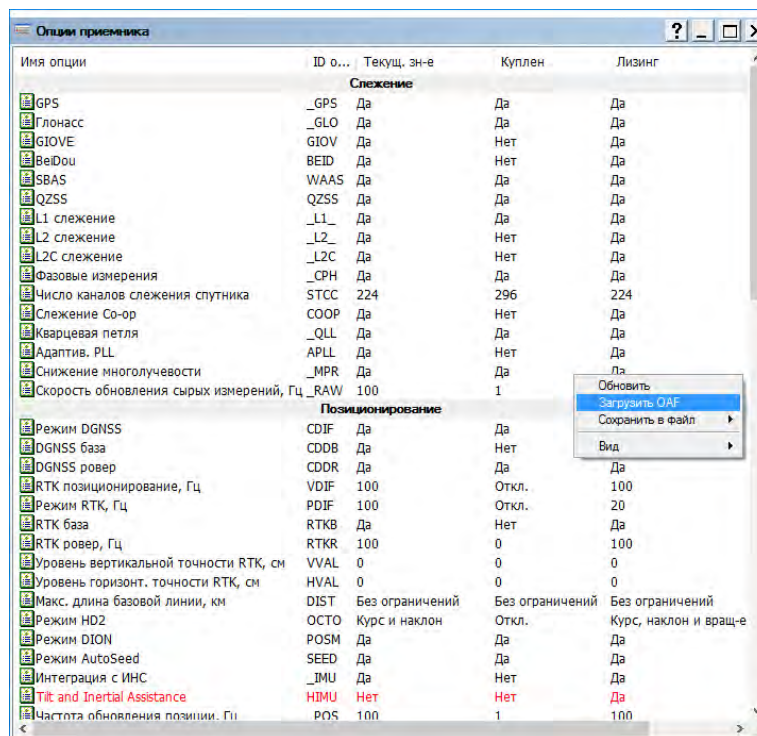 Опции приемника
Имя опции ID о... Текущ. зн-е Куплен Лизинг
Слежение
GPS _GPS Да Да Да
Глонасс _GLO Да Да Да
GIOVE GIOV Да Нет Да
BeiDou BEID Да Нет Да
SBAS WAAS Да Да Да
QZSS QZSS Да Да Да
L1 слежение _L1_ Да Да Да
L2 слежение _L2_ Да Нет Да
L2C слежение _L2C Да Нет Да
Фазовые измерения _CPH Да Да Да
Число каналов слежения спутника STCC 224 296 224
Слежение Co-op COOP Да Нет Да
Кварцевая петля _QLL Да Да Да
Адаптив. PLL APLL Да Нет Да
Снижение многолучевости _MPR Да Да Да
Скорость обновления сырых измерений, Гц _RAW 100 1
Обновить
Загрузить OAF
Сохранить в файл
Вид
Позиционирование
Режим DGNSS CDIF Да Да
DGNSS база CDDB Да Нет
DGNSS ровер CDDR Да Да Да
RTK позиционирование, Гц VDIF 100 Откл. 100
Режим RTK, Гц PDIF 100 Откл. 20
RTK база RTKB Да Нет Да
RTK ровер, Гц RTKR 100 0 100
Уровень вертикальной точности RTK, см VVAL 0 0 0
Уровень горизонт. точности RTK, см HVAL 0 0 0
Макс. длина базовой линии, км DIST Без ограничений Без ограничений Без ограничений
Режим HD2 OCTO Курс и наклон Откл. Курс, наклон и вращ-е
Режим DION POSM Да Да Да
Режим AutoSeed SEED Да Да Да
Интеграция с ИНС _IMU Да Нет Да
Tilt and Inertial Assistance HIMU Нет Нет Да
Частота обновления позиции, Гц _POS 100 1 100